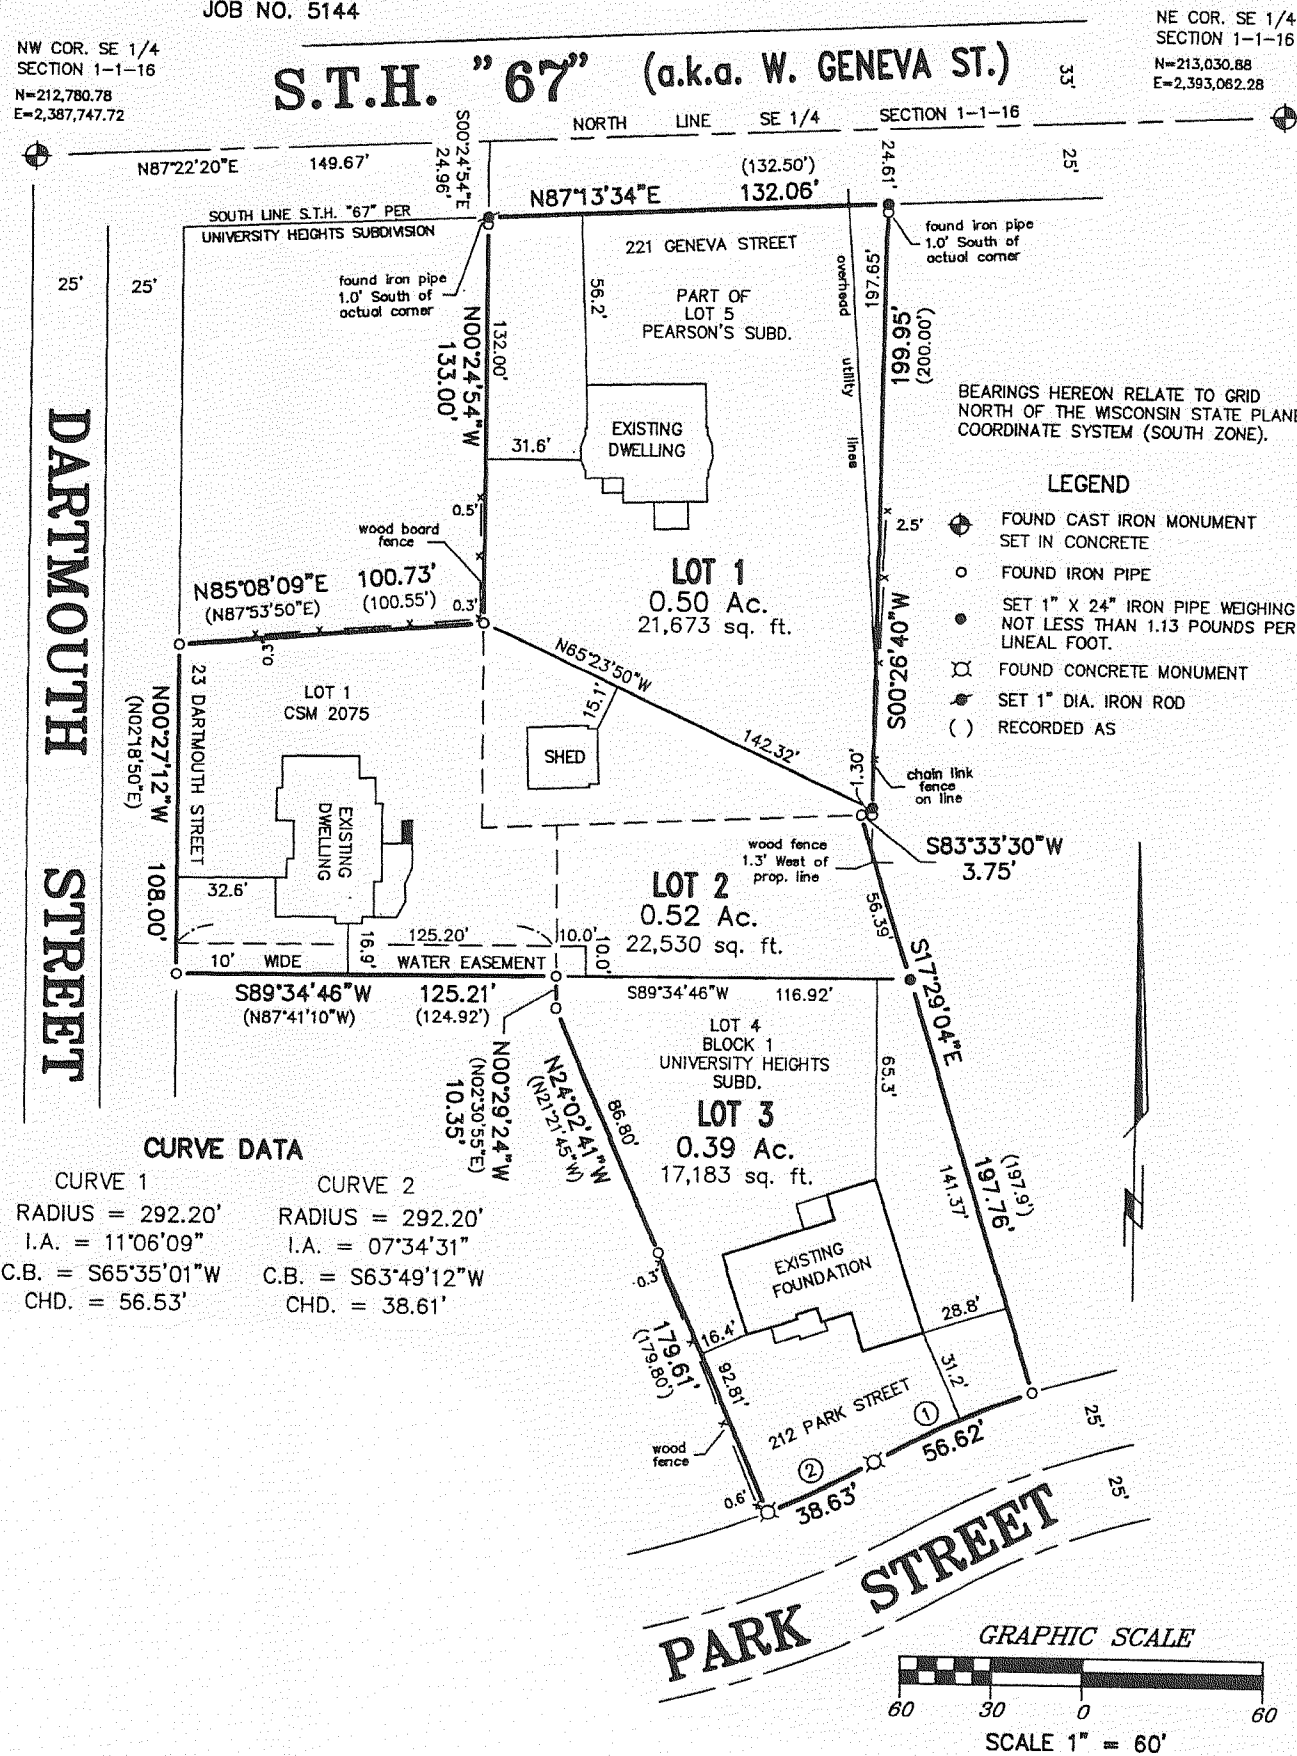 JOB NO. 5144
NW COR. SE 1/4
SECTION 1-1-16
N=212,780.78
E=2,387,747.72
NE COR. SE 1/4
SECTION 1-1-16
N=213,030.88
E=2,393,062.28
S.T.H. "67" (a.k.a. W. GENEVA ST.)
33'
NORTH LINE SE 1/4 SECTION 1-1-16
N87°22'20"E 149.67'
S00°24'54"E
24.96'
(132.50')
N87°13'34"E 132.06'
24.61'
25'
SOUTH LINE S.T.H. "67" PER
UNIVERSITY HEIGHTS SUBDIVISION
25' 25'
found iron pipe
1.0' South of
actual corner
221 GENEVA STREET
56.2'
PART OF
LOT 5
PEARSON'S SUBD.
overhead utility lines
found iron pipe
1.0' South of
actual corner
197.65'
199.95'
(200.00')
N00°24'54"W
133.00'
132.00'
EXISTING
DWELLING
31.6'
0.5'
2.5'
BEARINGS HEREON RELATE TO GRID
NORTH OF THE WISCONSIN STATE PLANE
COORDINATE SYSTEM (SOUTH ZONE).
LEGEND
FOUND CAST IRON MONUMENT
SET IN CONCRETE
FOUND IRON PIPE
SET 1" X 24" IRON PIPE WEIGHING
NOT LESS THAN 1.13 POUNDS PER
LINEAL FOOT.
FOUND CONCRETE MONUMENT
SET 1" DIA. IRON ROD
( ) RECORDED AS
DARTMOUTH STREET
wood board
fence
N85°08'09"E 100.73'
(N87°53'50"E) (100.55')
0.3'
0.3'
LOT 1
0.50 Ac.
21,673 sq. ft.
S00°26'04"W
N65°23'50"W
142.32'
15.1'
SHED
1.30'
chain link
fence
on line
23 DARTMOUTH STREET
LOT 1
CSM 2075
N00°27'12"W 108.00'
(N02°18'50"E)
EXISTING
DWELLING
32.6'
16.9'
wood fence
1.3' West of
prop. line
S83°33'30"W
3.75'
LOT 2
0.52 Ac.
22,530 sq. ft.
56.39'
125.20'
10.0'
10.0'
10' WIDE WATER EASEMENT
S89°34'46"W 125.21'
(N87°41'10"W) (124.92')
S89°34'46"W 116.92'
S17°29'04"E
LOT 4
BLOCK 1
UNIVERSITY HEIGHTS
SUBD.
65.3'
N00°29'24"W
(N02°30'55"E)
10.35'
N24°02'41"W
(N21°21'45"W)
86.80'
LOT 3
0.39 Ac.
17,183 sq. ft.
(197.9')
197.76'
141.37'
CURVE DATA
CURVE 1
RADIUS = 292.20'
I.A. = 11°06'09"
C.B. = S65°35'01"W
CHD. = 56.53'
CURVE 2
RADIUS = 292.20'
I.A. = 07°34'31"
C.B. = S63°49'12"W
CHD. = 38.61'
EXISTING
FOUNDATION
0.3'
16.4'
28.8'
179.61'
(179.80')
92.81'
31.2'
212 PARK STREET
1
56.62'
2
38.63'
wood
fence
0.6'
25'
25'
PARK STREET
GRAPHIC SCALE
60 30 0 60
SCALE 1" = 60'